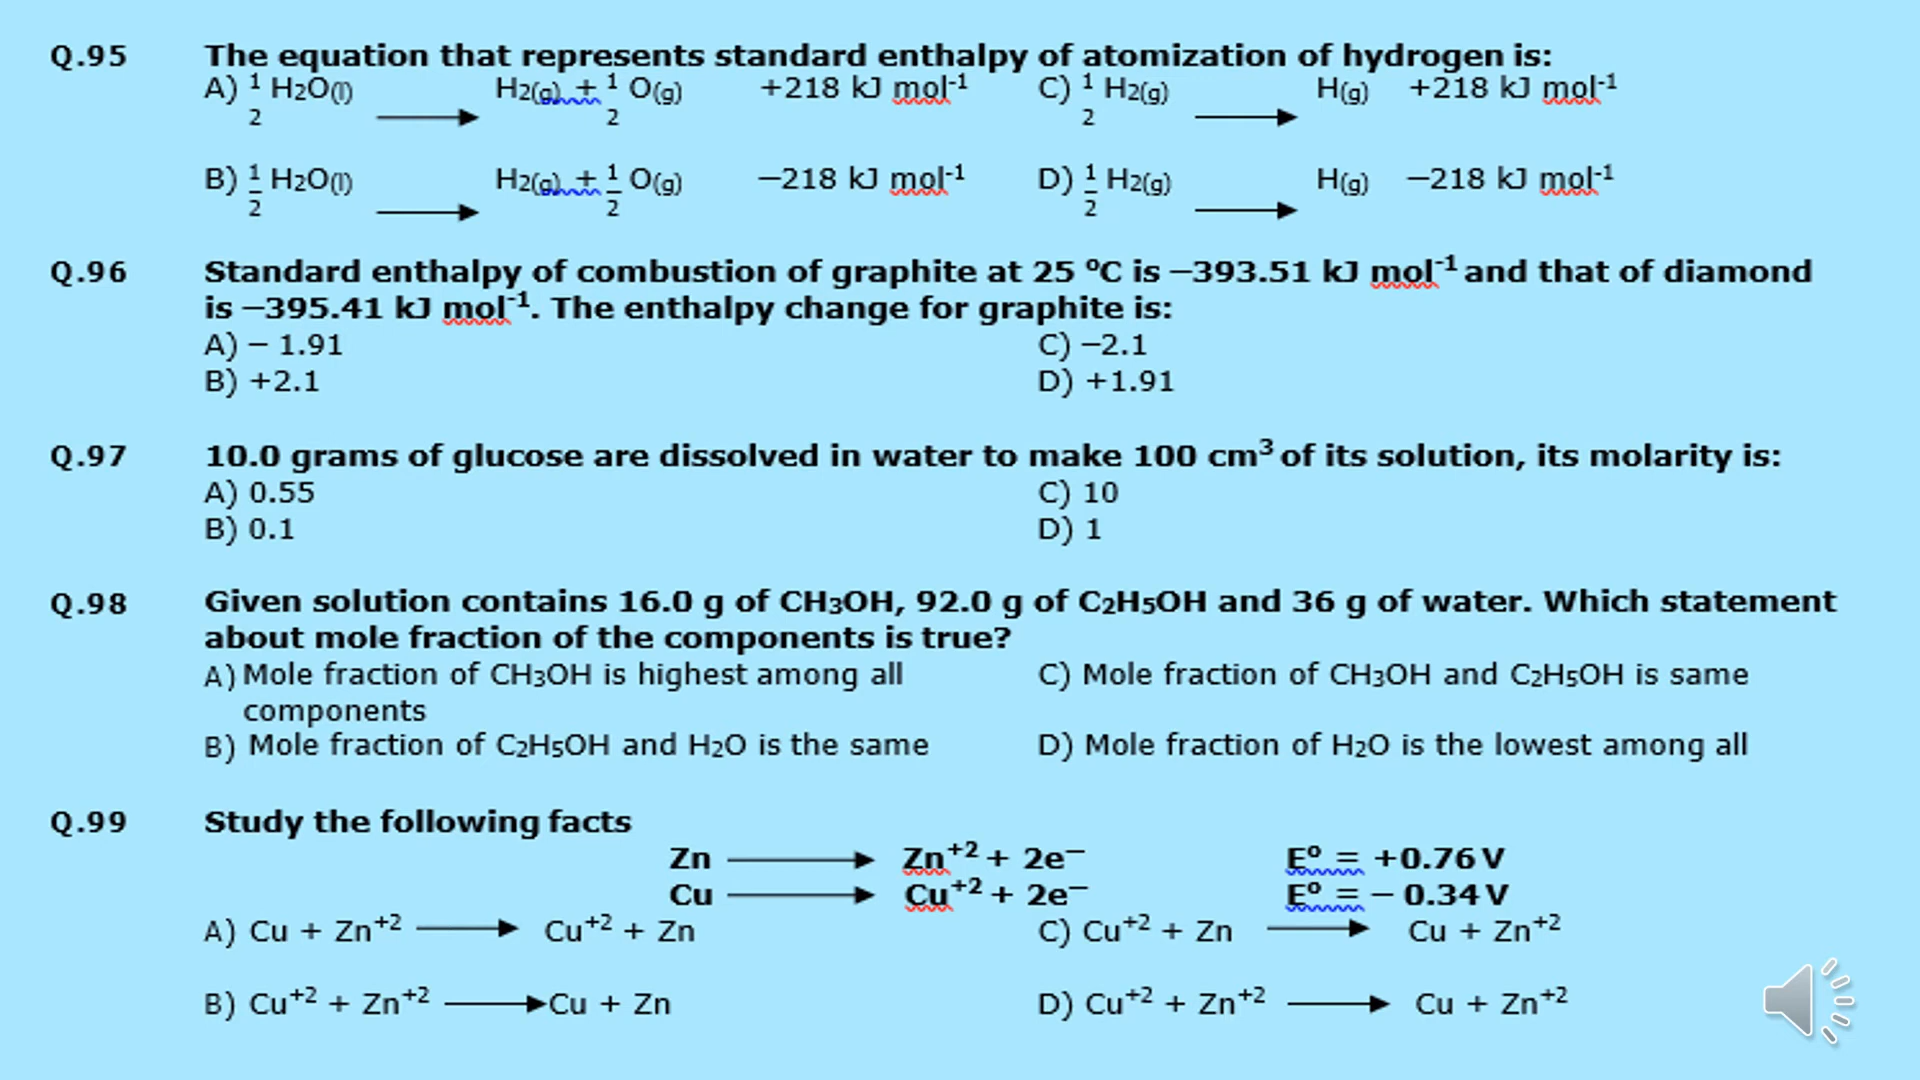 Q.95 The equation that represents standard enthalpy of atomization of hydrogen is:
A) 1/2 H2O(l) ⟶ H2(g) + 1/2 O(g) +218 kJ mol-1 C) 1/2 H2(g) ⟶ H(g) +218 kJ mol-1
B) 1/2 H2O(l) ⟶ H2(g) + 1/2 O(g) −218 kJ mol-1 D) 1/2 H2(g) ⟶ H(g) −218 kJ mol-1
Q.96 Standard enthalpy of combustion of graphite at 25 °C is −393.51 kJ mol-1 and that of diamond
is −395.41 kJ mol-1. The enthalpy change for graphite is:
A) − 1.91 C) −2.1
B) +2.1 D) +1.91
Q.97 10.0 grams of glucose are dissolved in water to make 100 cm3 of its solution, its molarity is:
A) 0.55 C) 10
B) 0.1 D) 1
Q.98 Given solution contains 16.0 g of CH3OH, 92.0 g of C2H5OH and 36 g of water. Which statement
about mole fraction of the components is true?
A) Mole fraction of CH3OH is highest among all C) Mole fraction of CH3OH and C2H5OH is same
components
B) Mole fraction of C2H5OH and H2O is the same D) Mole fraction of H2O is the lowest among all
Q.99 Study the following facts
Zn ⟶ Zn+2 + 2e− Eo = +0.76 V
Cu ⟶ Cu+2 + 2e− Eo = − 0.34 V
A) Cu + Zn+2 ⟶ Cu+2 + Zn C) Cu+2 + Zn ⟶ Cu + Zn+2
B) Cu+2 + Zn+2 ⟶ Cu + Zn D) Cu+2 + Zn+2 ⟶ Cu + Zn+2